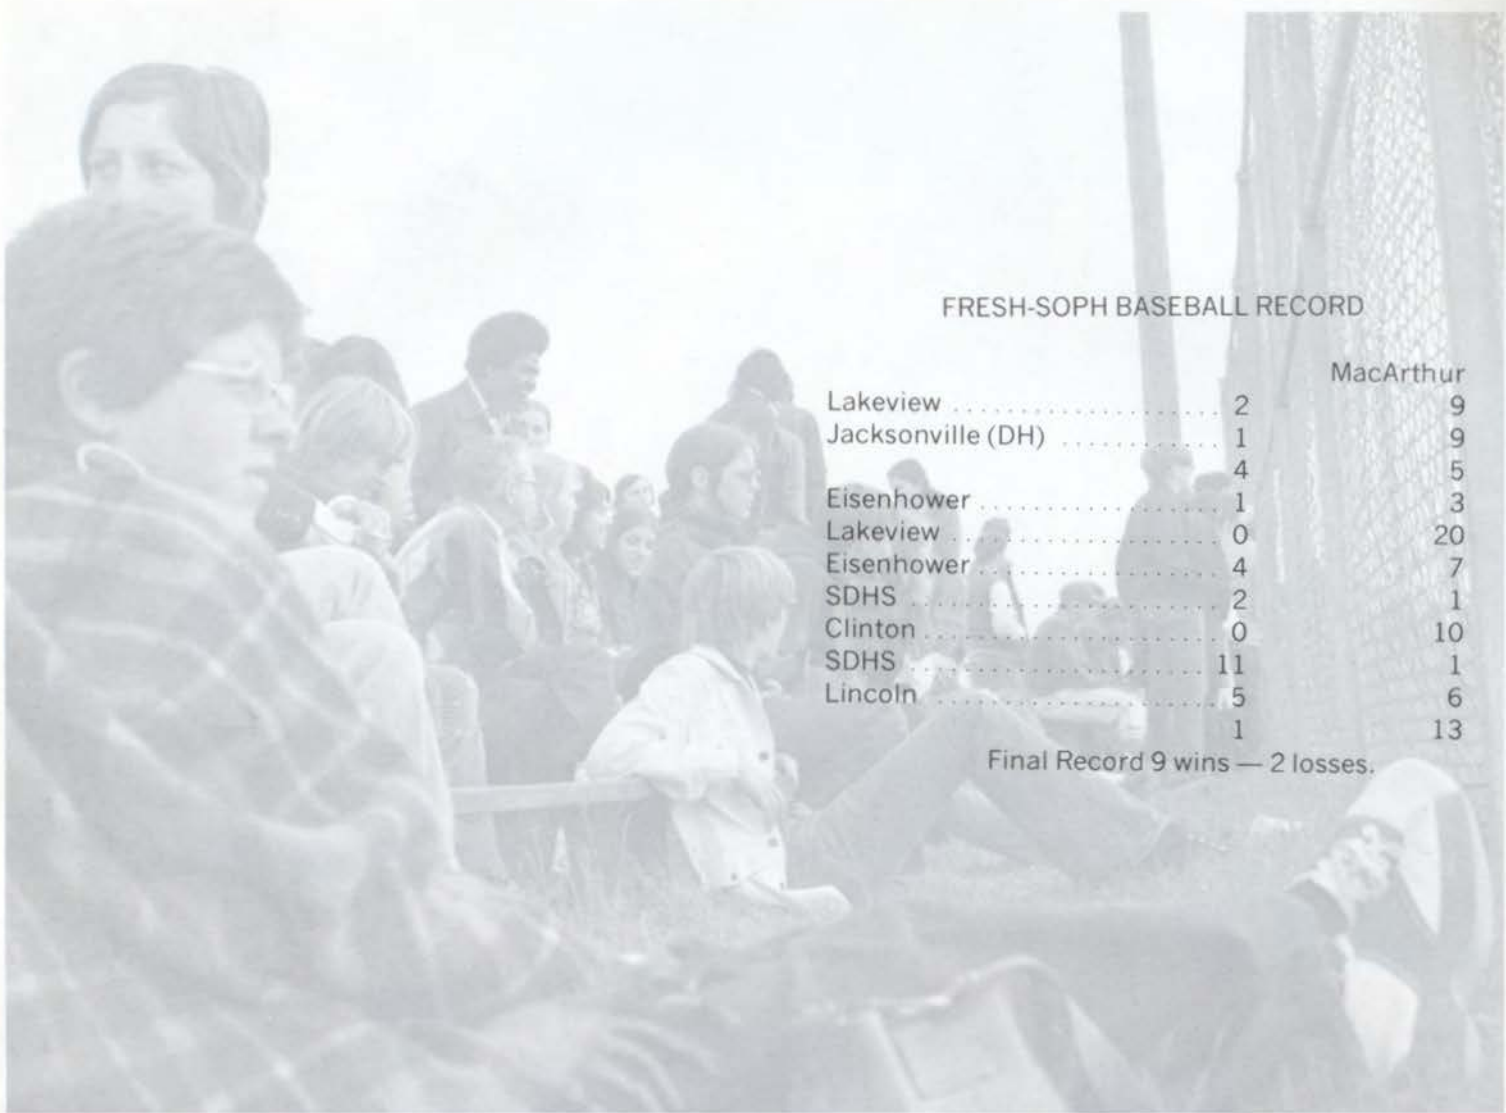 FRESH-SOPH BASEBALL RECORD
MacArthur
Lakeview .................... 2 9
Jacksonville (DH) ............ 1 9
4 5
Eisenhower .................. 1 3
Lakeview .................... 0 20
Eisenhower .................. 4 7
SDHS ....................... 2 1
Clinton ...................... 0 10
SDHS ...................... 11 1
Lincoln ..................... 5 6
1 13
Final Record 9 wins — 2 losses.